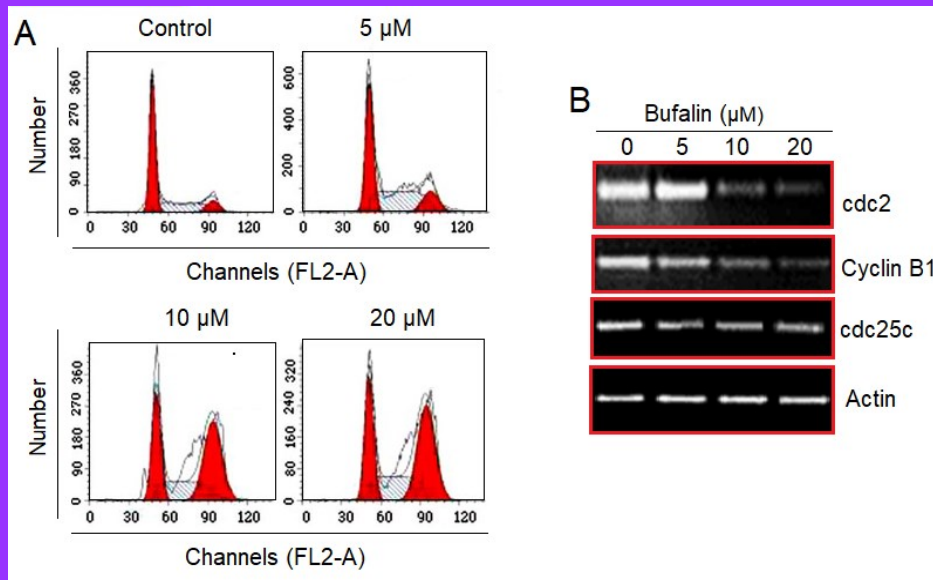 A
Control
5 µM
Number
360
270
180
90
0
0 30 60 90 120
600
400
200
0
0 30 60 90 120
Channels (FL2-A)
10 µM
20 µM
Number
360
270
180
90
0
0 30 60 90 120
320
240
160
80
0
0 30 60 90 120
Channels (FL2-A)
B
Bufalin (µM)
0 5 10 20
cdc2
Cyclin B1
cdc25c
Actin